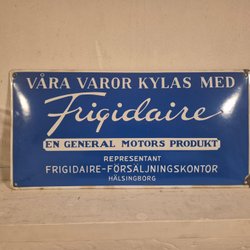 VÅRA VAROR KYLAS MED
Frigidaire
EN GENERAL MOTORS PRODUKT
REPRESENTANT
FRIGIDAIRE-FÖRSÄLJNINGSKONTOR
HÄLSINGBORG